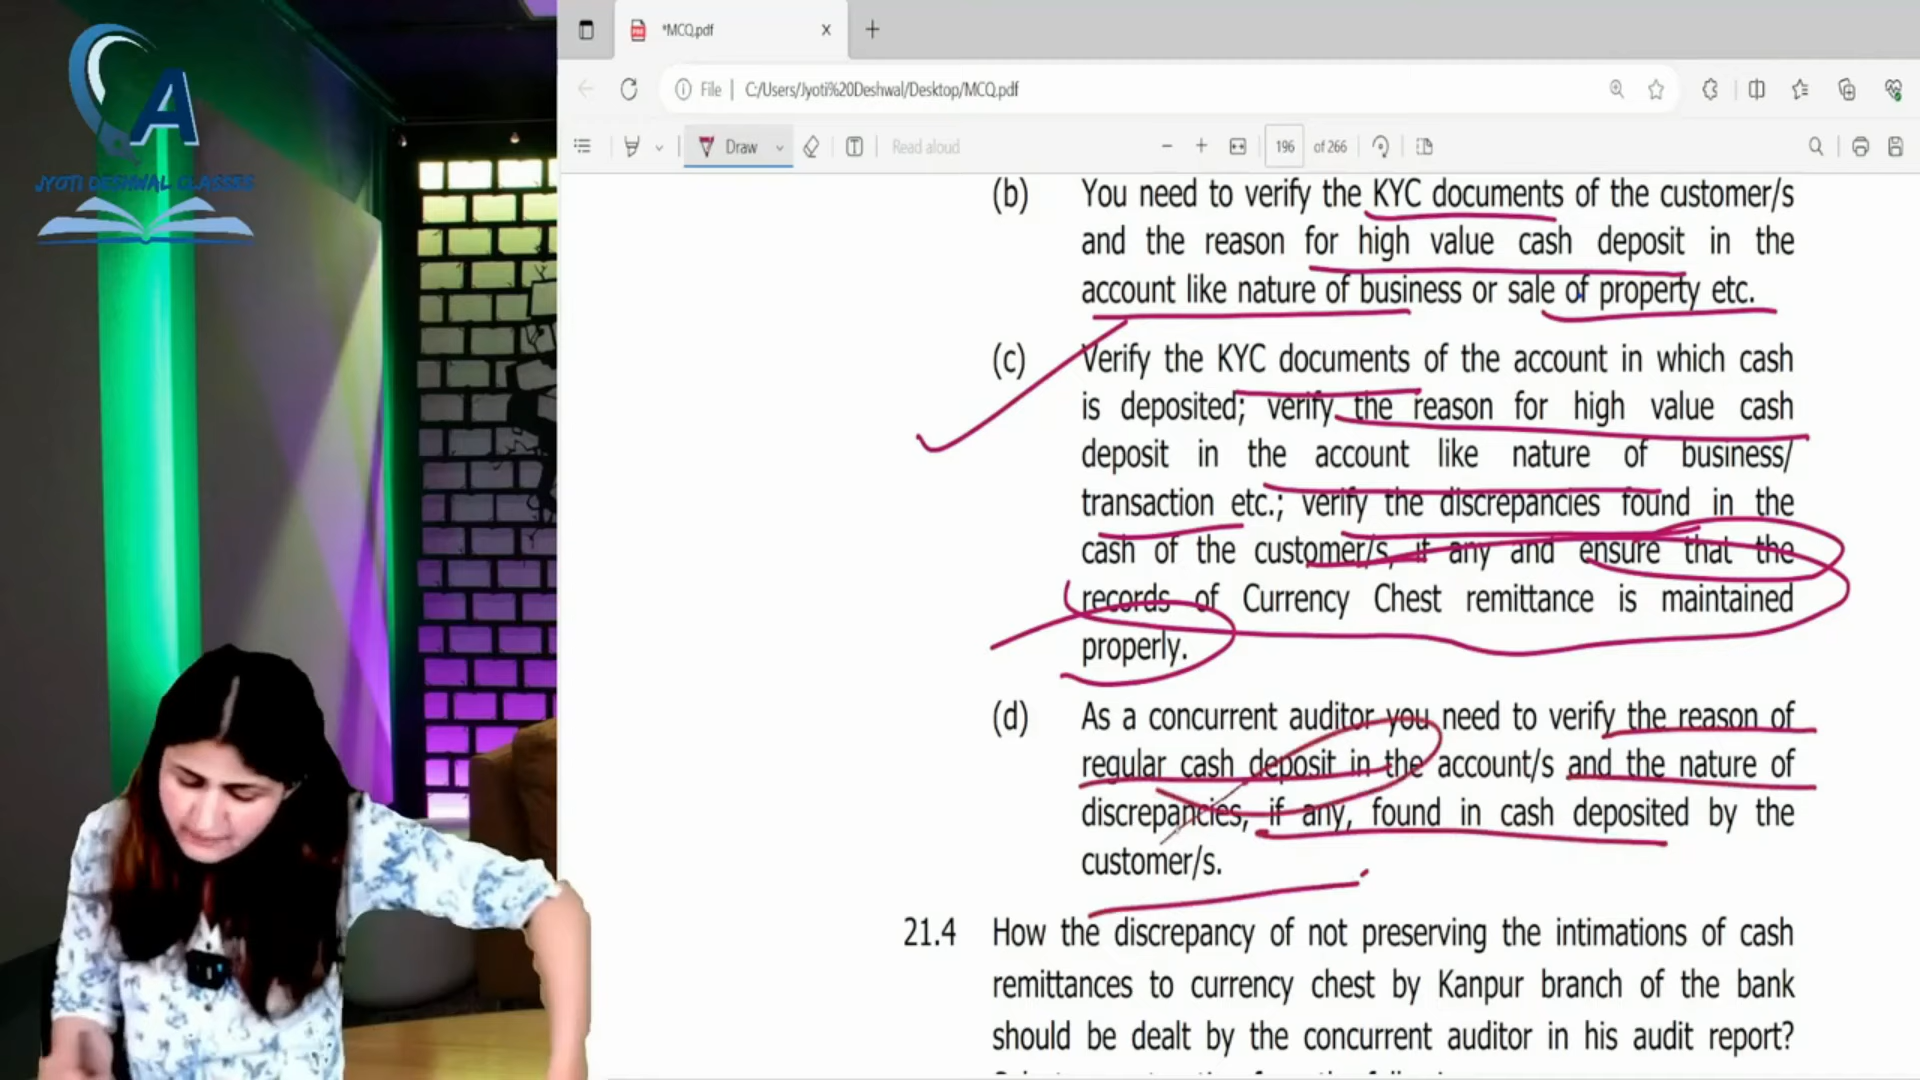 A
JYOTI DESHWAL CLASSES
*MCQ.pdf
File | C:/Users/Jyoti%20Deshwal/Desktop/MCQ.pdf
Draw
Read aloud
196 of 266
(b) You need to verify the KYC documents of the customer/s
and the reason for high value cash deposit in the
account like nature of business or sale of property etc.
(c) Verify the KYC documents of the account in which cash
is deposited; verify the reason for high value cash
deposit in the account like nature of business/
transaction etc.; verify the discrepancies found in the
cash of the customer/s, if any and ensure that the
records of Currency Chest remittance is maintained
properly.
(d) As a concurrent auditor you need to verify the reason of
regular cash deposit in the account/s and the nature of
discrepancies, if any, found in cash deposited by the
customer/s.
21.4 How the discrepancy of not preserving the intimations of cash
remittances to currency chest by Kanpur branch of the bank
should be dealt by the concurrent auditor in his audit report?